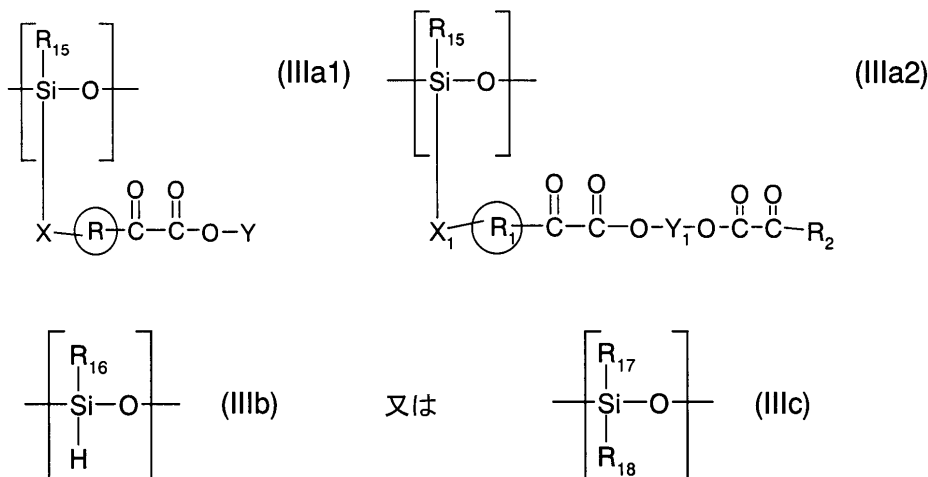 R15
Si O (IIIa1)
O O
X R C C O Y
R15
Si O (IIIa2)
O O O O
X1 R1 C C O Y1 O C C R2
R16
Si O (IIIb)
H
又は
R17
Si O (IIIc)
R18